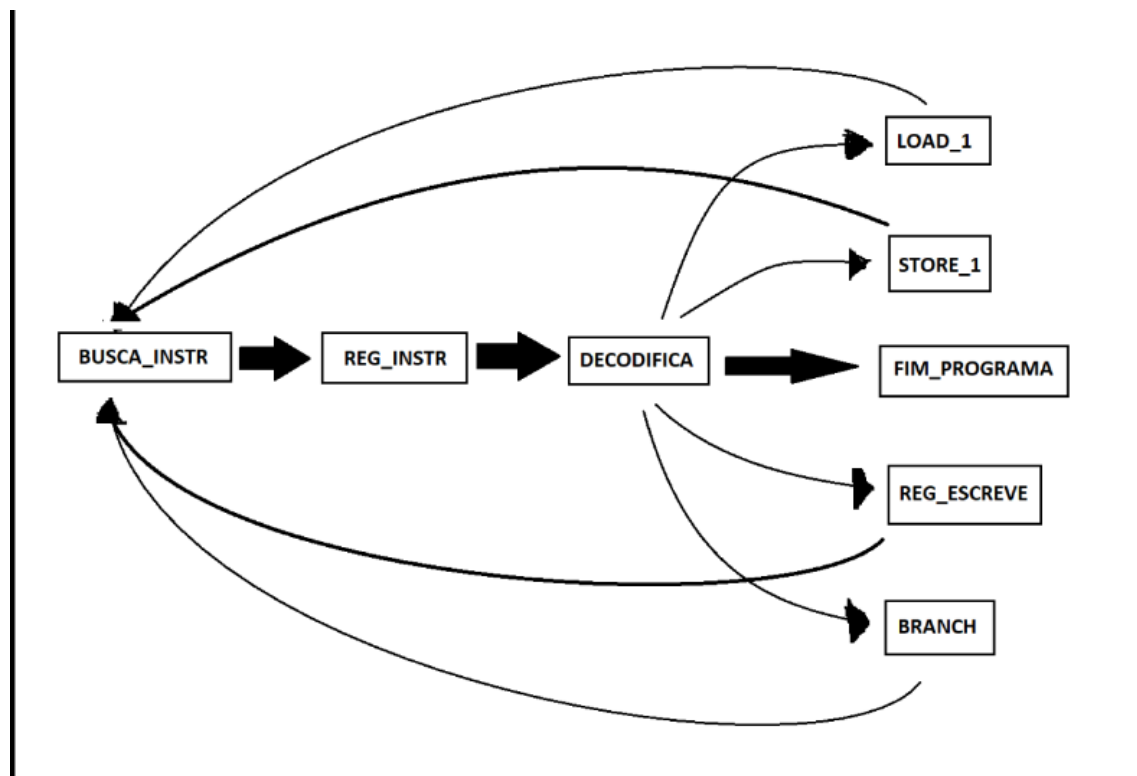 LOAD_1
STORE_1
BUSCA_INSTR
REG_INSTR
DECODIFICA
FIM_PROGRAMA
REG_ESCREVE
BRANCH